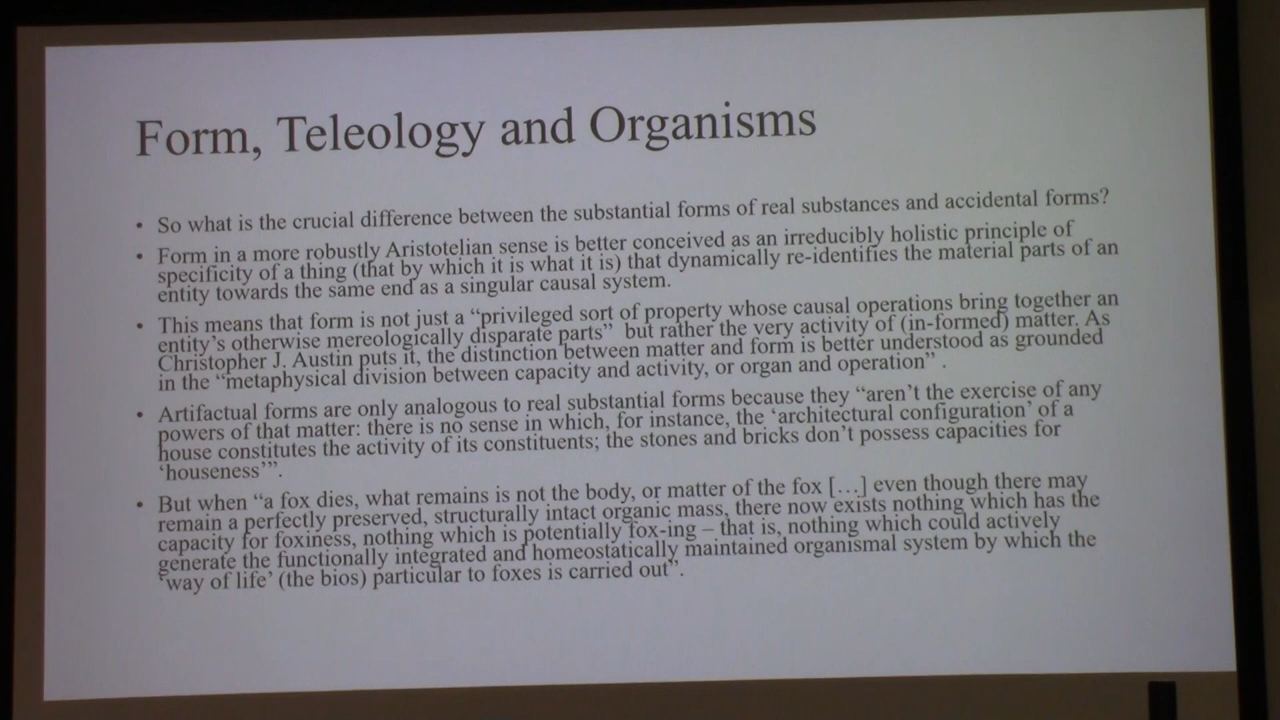 Form, Teleology and Organisms
• So what is the crucial difference between the substantial forms of real substances and accidental forms?
• Form in a more robustly Aristotelian sense is better conceived as an irreducibly holistic principle of
specificity of a thing (that by which it is what it is) that dynamically re-identifies the material parts of an
entity towards the same end as a singular causal system.
• This means that form is not just a “privileged sort of property whose causal operations bring together an
entity’s otherwise mereologically disparate parts”  but rather the very activity of (in-formed) matter. As
Christopher J. Austin puts it, the distinction between matter and form is better understood as grounded
in the “metaphysical division between capacity and activity, or organ and operation” .
• Artifactual forms are only analogous to real substantial forms because they “aren’t the exercise of any
powers of that matter: there is no sense in which, for instance, the ‘architectural configuration’ of a
house constitutes the activity of its constituents; the stones and bricks don’t possess capacities for
‘houseness’”.
• But when “a fox dies, what remains is not the body, or matter of the fox […] even though there may
remain a perfectly preserved, structurally intact organic mass, there now exists nothing which has the
capacity for foxiness, nothing which is potentially fox-ing – that is, nothing which could actively
generate the functionally integrated and homeostatically maintained organismal system by which the
‘way of life’ (the bios) particular to foxes is carried out”.